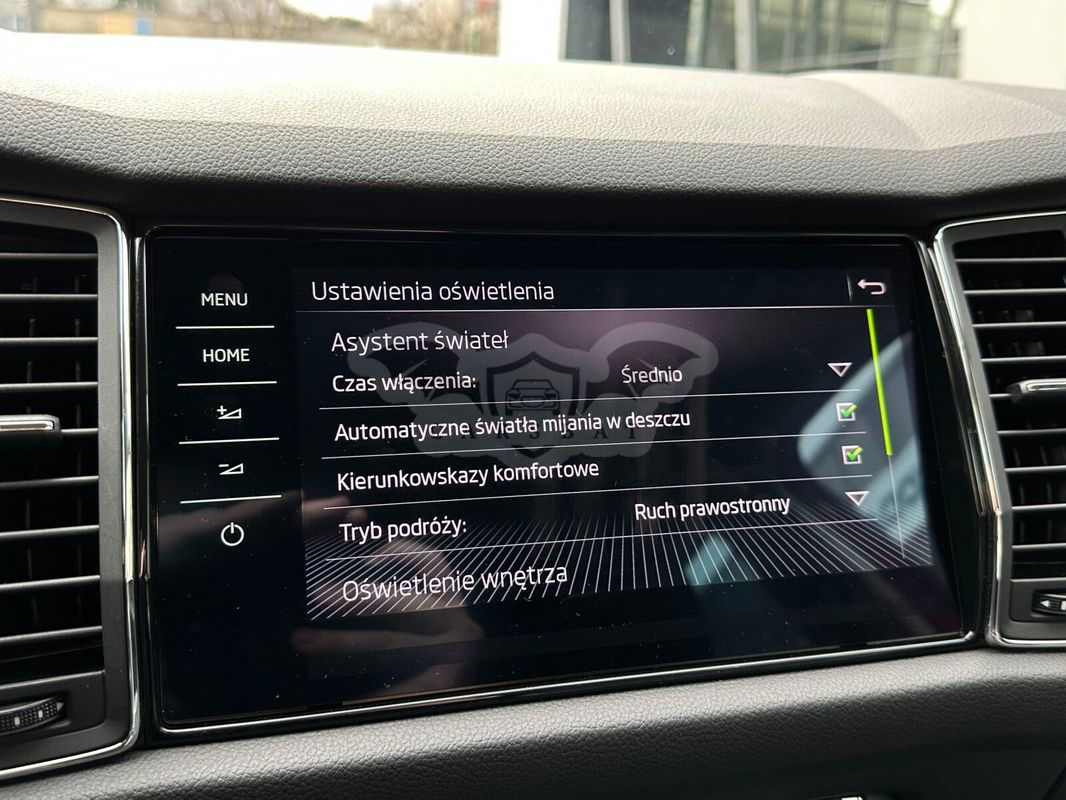 MENU
HOME
Ustawienia oświetlenia
Asystent świateł
Czas włączenia: Średnio
Automatyczne światła mijania w deszczu
Kierunkowskazy komfortowe
Tryb podróży: Ruch prawostronny
Oświetlenie wnętrza